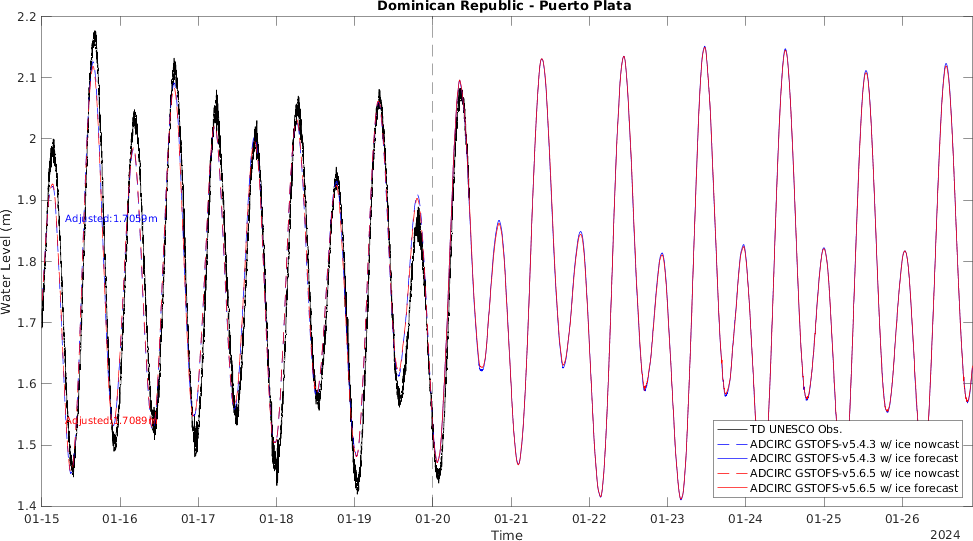 Dominican Republic - Puerto Plata
Water Level (m)
2.2
2.1
2
1.9
1.8
1.7
1.6
1.5
1.4
Adjusted:1.7059m
Adjusted:1.7089m
TD UNESCO Obs.
ADCIRC GSTOFS-v5.4.3 w/ ice nowcast
ADCIRC GSTOFS-v5.4.3 w/ ice forecast
ADCIRC GSTOFS-v5.6.5 w/ ice nowcast
ADCIRC GSTOFS-v5.6.5 w/ ice forecast
01-15 01-16 01-17 01-18 01-19 01-20 01-21 01-22 01-23 01-24 01-25 01-26
Time
2024